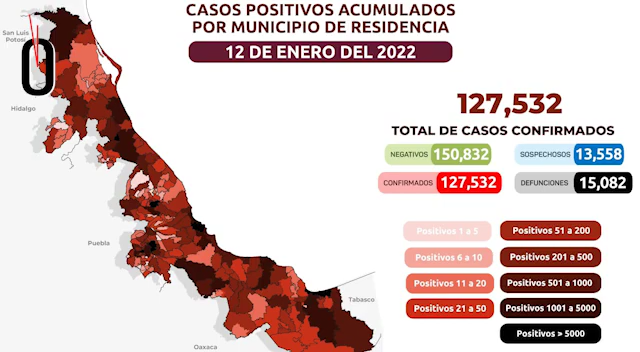 CASOS POSITIVOS ACUMULADOS
POR MUNICIPIO DE RESIDENCIA
12 DE ENERO DEL 2022
San Luis
Potosí
0
Hidalgo
Puebla
Oaxaca
Tabasco
127,532
TOTAL DE CASOS CONFIRMADOS
NEGATIVOS 150,832
SOSPECHOSOS 13,558
CONFIRMADOS 127,532
DEFUNCIONES 15,082
Positivos 1 a 5
Positivos 51 a 200
Positivos 6 a 10
Positivos 201 a 500
Positivos 11 a 20
Positivos 501 a 1000
Positivos 21 a 50
Positivos 1001 a 5000
Positivos > 5000